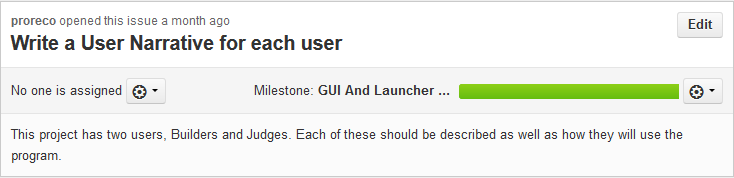 proreco opened this issue a month ago
Edit
Write a User Narrative for each user
No one is assigned Milestone: GUI And Launcher ...
This project has two users, Builders and Judges. Each of these should be described as well as how they will use the
program.